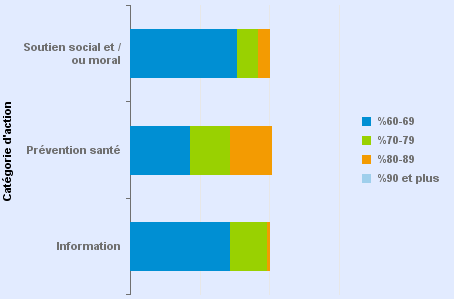 Catégorie d'action
Soutien social et /
ou moral
Prévention santé
Information
%60-69
%70-79
%80-89
%90 et plus